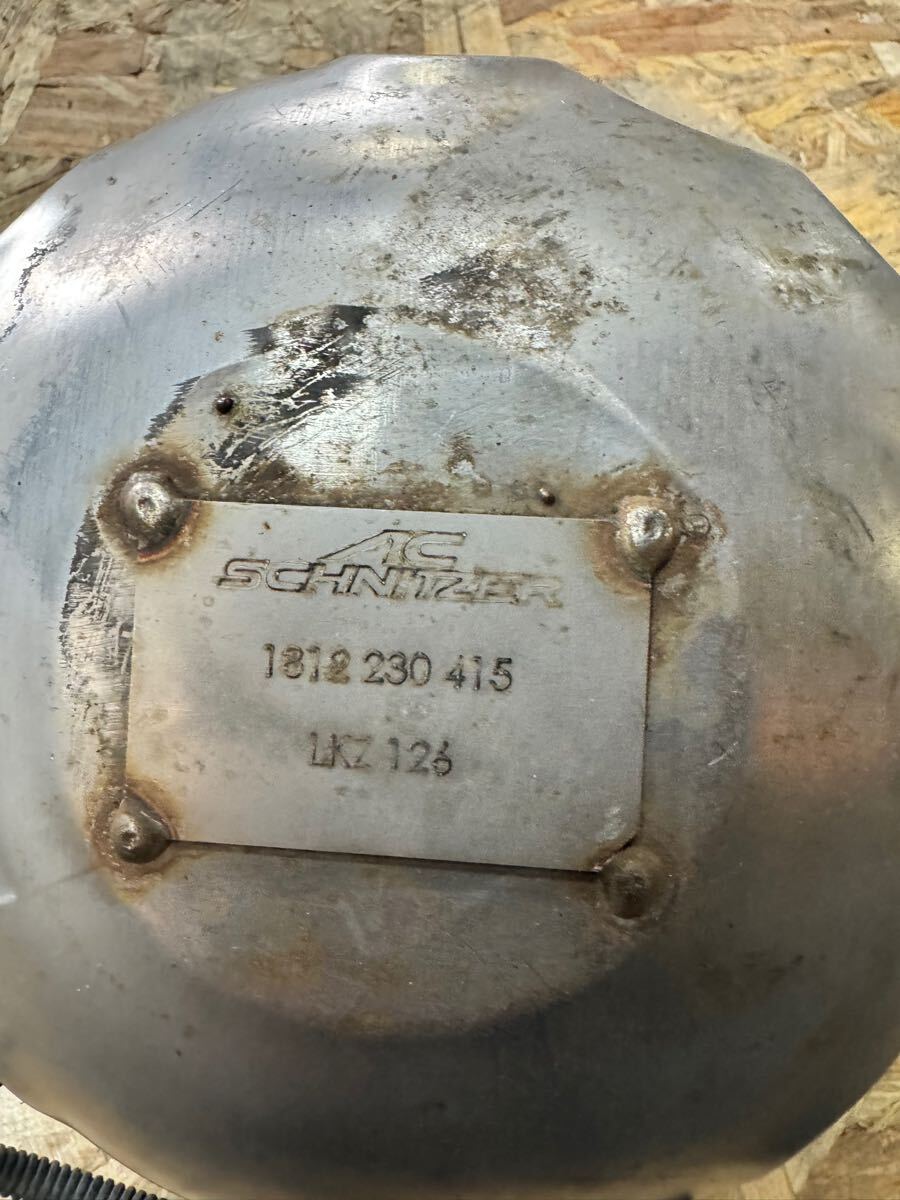 AC
SCHNITZER
1812 230 415
LKZ 126